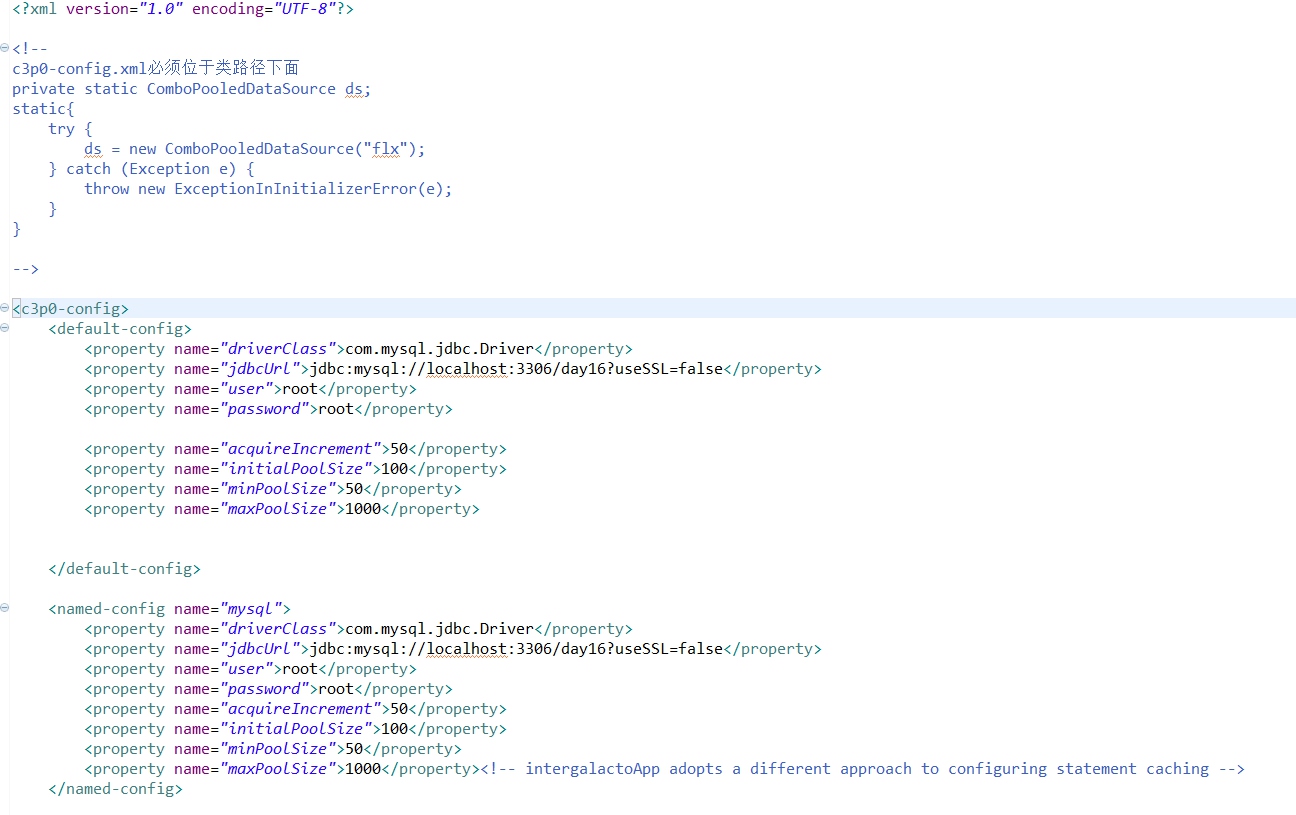 <?xml version="1.0" encoding="UTF-8"?>
<!--
c3p0-config.xml必须位于类路径下面
private static ComboPooledDataSource ds;
static{
try {
ds = new ComboPooledDataSource("flx");
} catch (Exception e) {
throw new ExceptionInInitializerError(e);
}
}
-->
<c3p0-config>
<default-config>
<property name="driverClass">com.mysql.jdbc.Driver</property>
<property name="jdbcUrl">jdbc:mysql://localhost:3306/day16?useSSL=false</property>
<property name="user">root</property>
<property name="password">root</property>
<property name="acquireIncrement">50</property>
<property name="initialPoolSize">100</property>
<property name="minPoolSize">50</property>
<property name="maxPoolSize">1000</property>
</default-config>
<named-config name="mysql">
<property name="driverClass">com.mysql.jdbc.Driver</property>
<property name="jdbcUrl">jdbc:mysql://localhost:3306/day16?useSSL=false</property>
<property name="user">root</property>
<property name="password">root</property>
<property name="acquireIncrement">50</property>
<property name="initialPoolSize">100</property>
<property name="minPoolSize">50</property>
<property name="maxPoolSize">1000</property><!-- intergalactoApp adopts a different approach to configuring statement caching -->
</named-config>